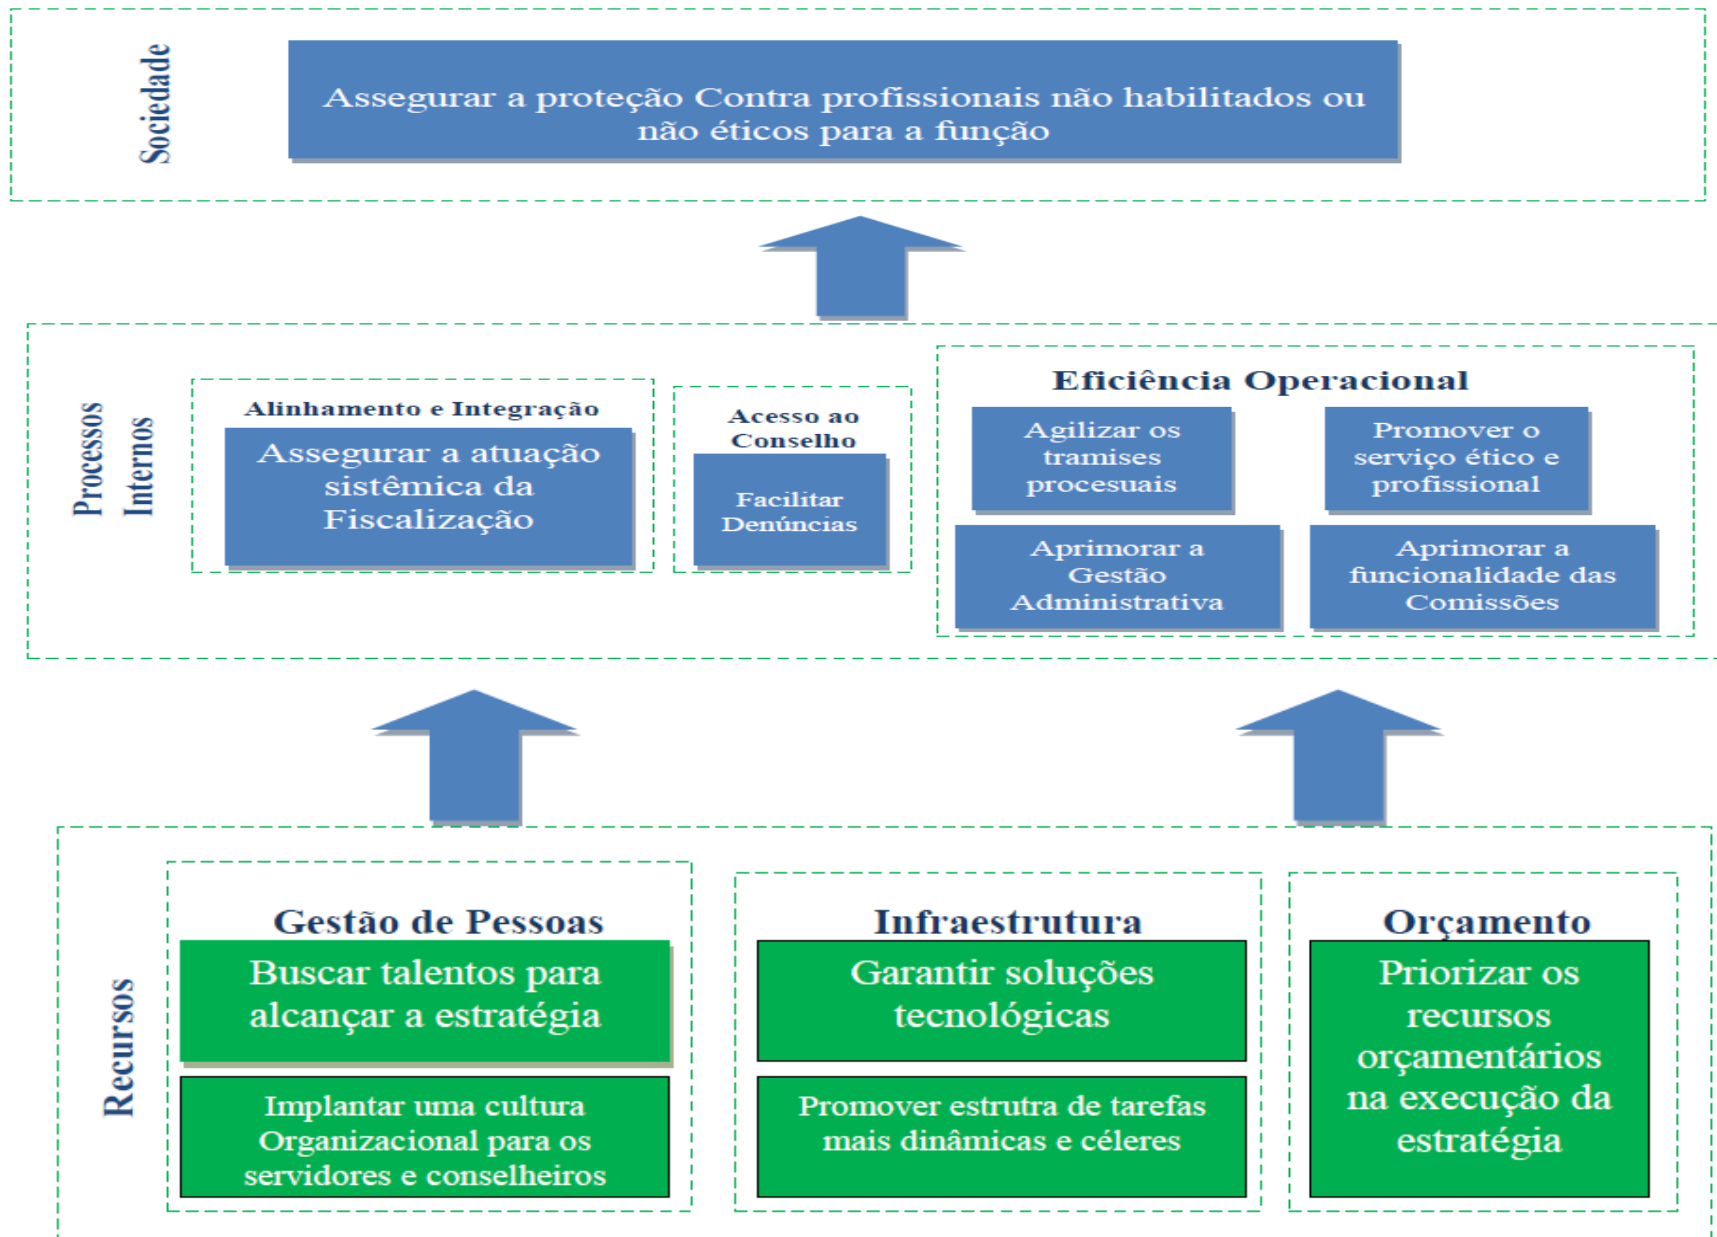 Sociedade
Assegurar a proteção Contra profissionais não habilitados ou
não éticos para a função
Processos
Internos
Alinhamento e Integração
Assegurar a atuação
sistêmica da
Fiscalização
Acesso ao
Conselho
Facilitar
Denúncias
Eficiência Operacional
Agilizar os
tramises
procesuais
Promover o
serviço ético e
profissional
Aprimorar a
Gestão
Administrativa
Aprimorar a
funcionalidade das
Comissões
Recursos
Gestão de Pessoas
Buscar talentos para
alcançar a estratégia
Implantar uma cultura
Organizacional para os
servidores e conselheiros
Infraestrutura
Garantir soluções
tecnológicas
Promover estrutra de tarefas
mais dinâmicas e céleres
Orçamento
Priorizar os
recursos
orçamentários
na execução da
estratégia